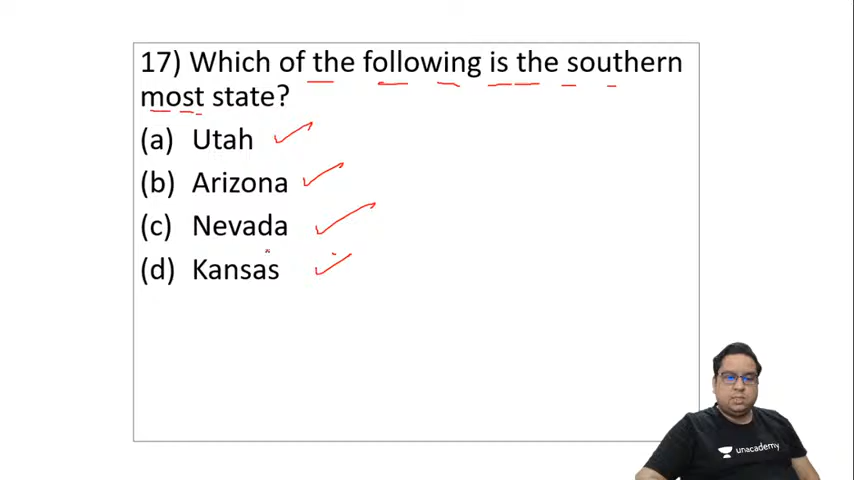 17) Which of the following is the southern
most state?
(a) Utah
(b) Arizona
(c) Nevada
(d) Kansas
unacademy